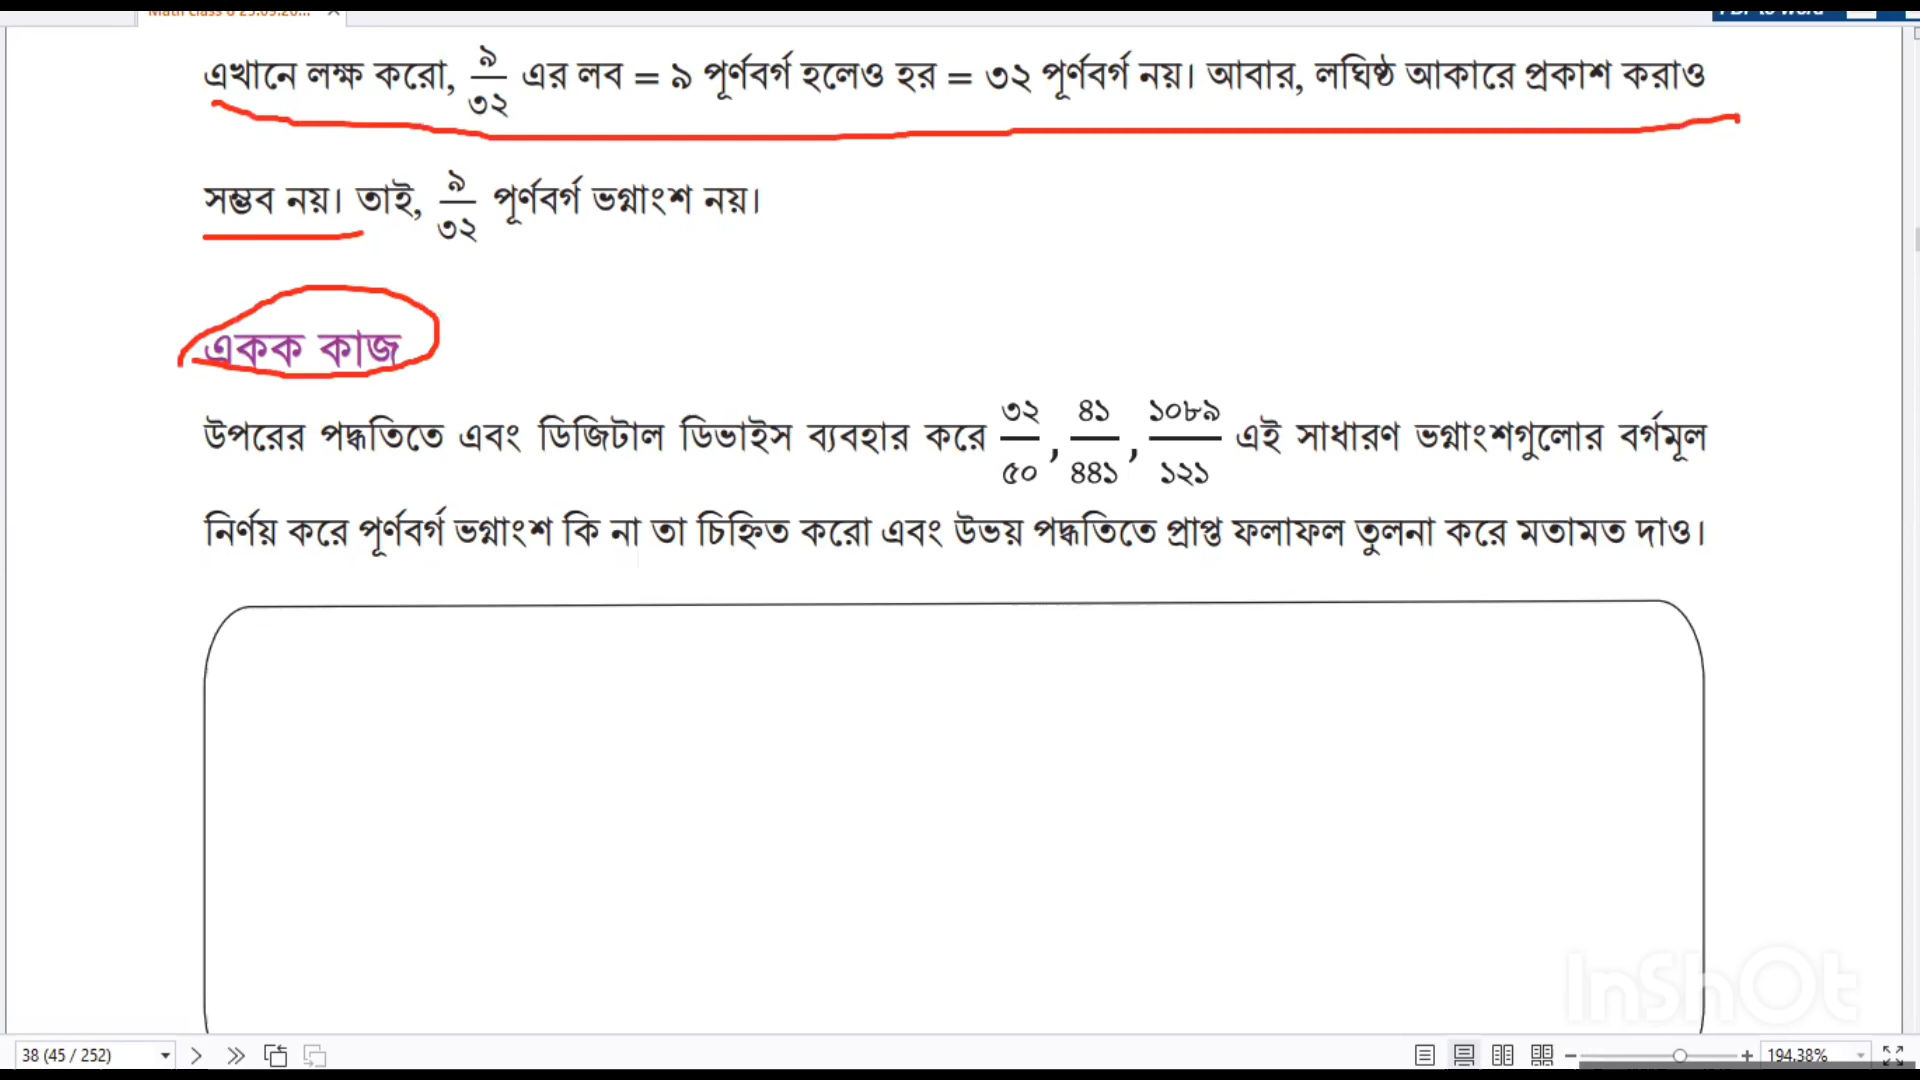 এখানে লক্ষ করো, ৯/৩২ এর লব = ৯ পূর্ণবর্গ হলেও হর = ৩২ পূর্ণবর্গ নয়। আবার, লঘিষ্ঠ আকারে প্রকাশ করাও
সম্ভব নয়। তাই, ৯/৩২ পূর্ণবর্গ ভগ্নাংশ নয়।
একক কাজ
উপরের পদ্ধতিতে এবং ডিজিটাল ডিভাইস ব্যবহার করে ৩২/৫০, ৪১/৪৪১, ১০৮৯/১২১ এই সাধারণ ভগ্নাংশগুলোর বর্গমূল
নির্ণয় করে পূর্ণবর্গ ভগ্নাংশ কি না তা চিহ্নিত করো এবং উভয় পদ্ধতিতে প্রাপ্ত ফলাফল তুলনা করে মতামত দাও।
InShOt
38 (45 / 252)
194.38%